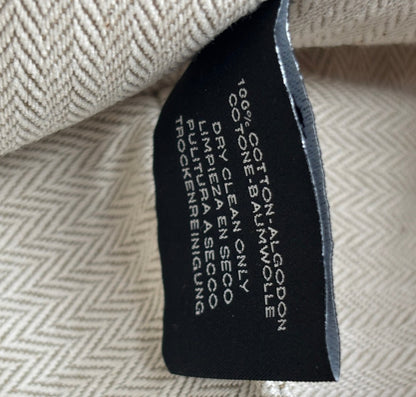 100% COTTON-ALGODON
COTONE-BAUMWOLLE
DRY CLEAN ONLY
LIMPIEZA EN SECO
PULITURA A SECCO
TROCKENREINIGUNG